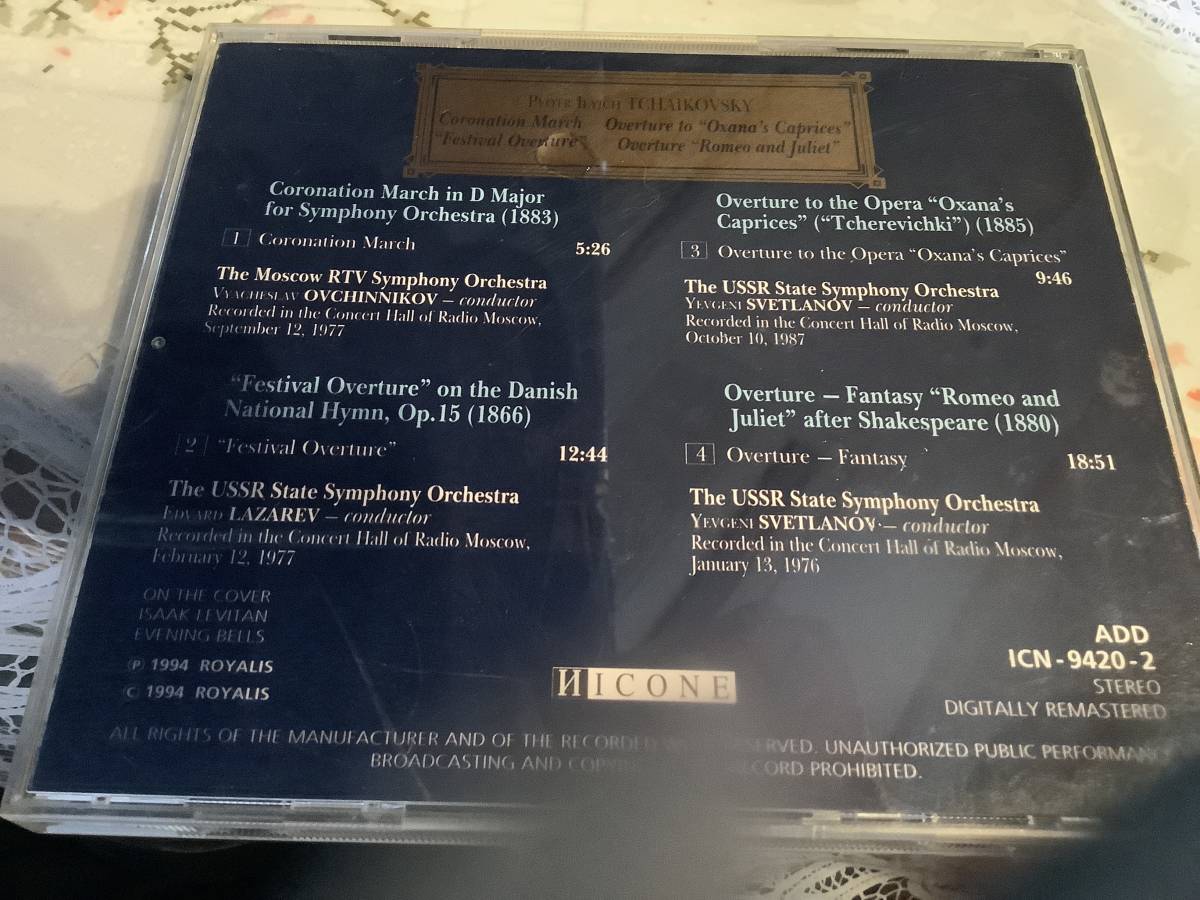 Pyotr Ilyich TCHAIKOVSKY
Coronation March Overture to "Oxana's Caprices"
"Festival Overture" Overture "Romeo and Juliet"
Coronation March in D Major
for Symphony Orchestra (1883)
1 Coronation March 5:26
The Moscow RTV Symphony Orchestra
Vyacheslav OVCHINNIKOV – conductor
Recorded in the Concert Hall of Radio Moscow,
September 12, 1977
"Festival Overture" on the Danish
National Hymn, Op.15 (1866)
2 "Festival Overture" 12:44
The USSR State Symphony Orchestra
Edvard LAZAREV – conductor
Recorded in the Concert Hall of Radio Moscow,
February 12, 1977
Overture to the Opera "Oxana's
Caprices" ("Tcherevichki") (1885)
3 Overture to the Opera "Oxana's Caprices"
9:46
The USSR State Symphony Orchestra
Yevgeni SVETLANOV – conductor
Recorded in the Concert Hall of Radio Moscow,
October 10, 1987
Overture – Fantasy "Romeo and
Juliet" after Shakespeare (1880)
4 Overture – Fantasy 18:51
The USSR State Symphony Orchestra
Yevgeni SVETLANOV – conductor
Recorded in the Concert Hall of Radio Moscow,
January 13, 1976
ON THE COVER
ISAAK LEVITAN
EVENING BELLS
℗ 1994 ROYALIS
© 1994 ROYALIS
ИICONE
ADD
ICN-9420-2
STEREO
DIGITALLY REMASTERED
ALL RIGHTS OF THE MANUFACTURER AND OF THE RECORDED UNAUTHORIZED PUBLIC
BROADCASTING AND PROHIBITED.